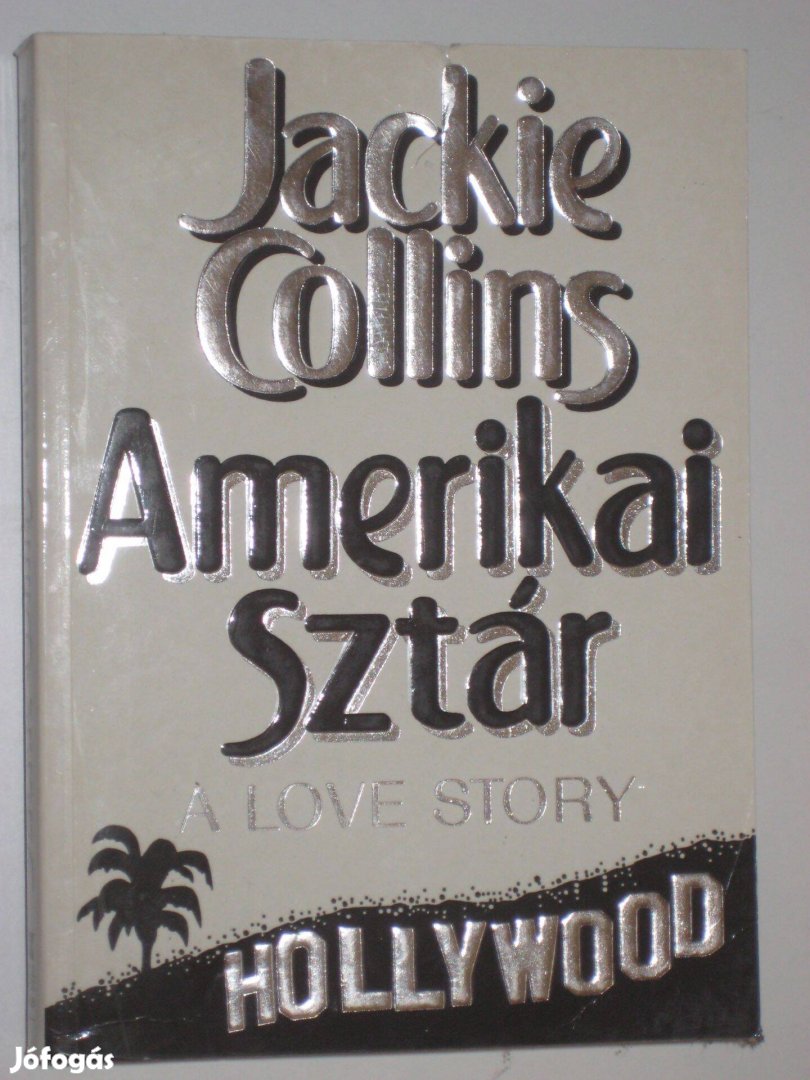 Jackie
Collins
Amerikai
Sztár
A LOVE STORY
HOLLYWOOD
Jófogás